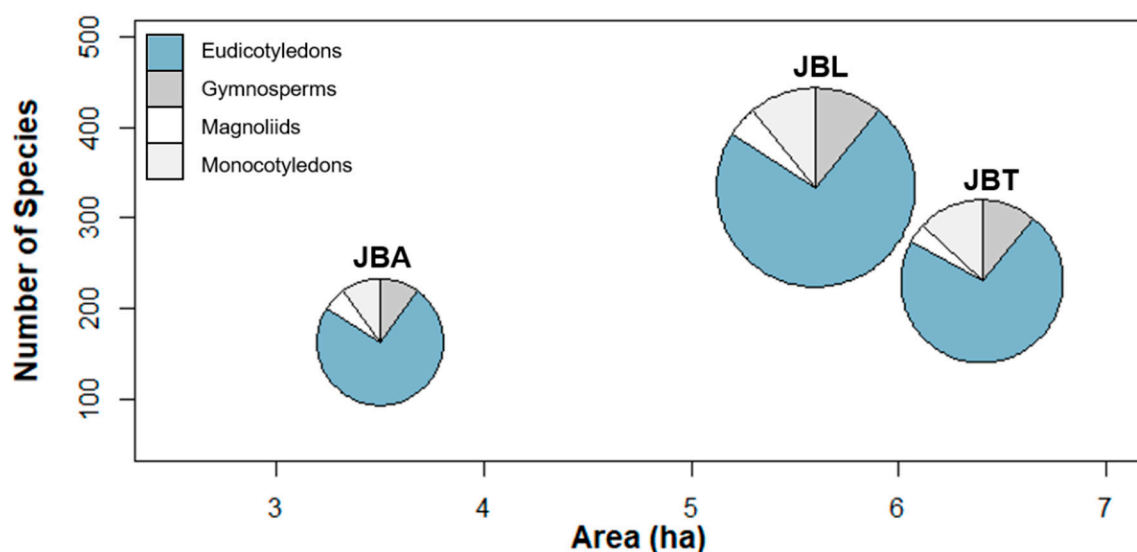 Number of Species
500
400
300
200
100
Eudicotyledons
Gymnosperms
Magnoliids
Monocotyledons
JBL
JBT
JBA
3 4 5 6 7
Area (ha)